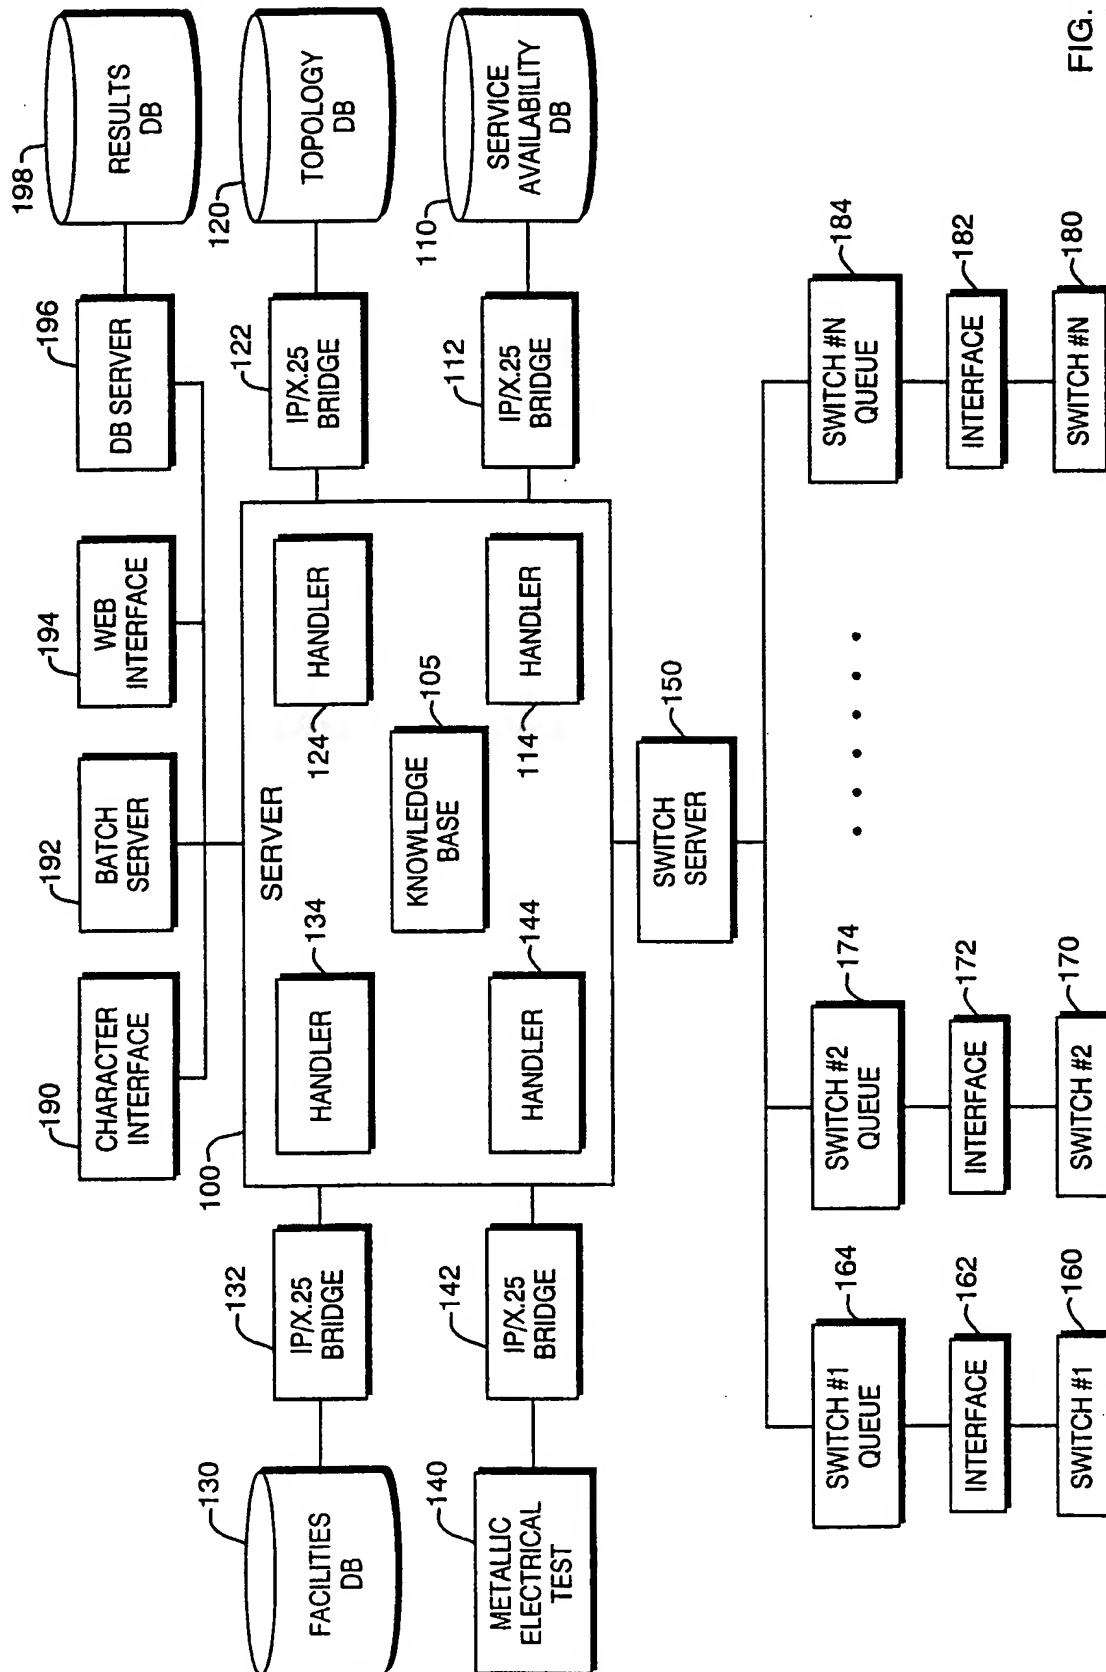 190
CHARACTER
INTERFACE
192
BATCH
SERVER
194
WEB
INTERFACE
196
DB SERVER
198
RESULTS
DB
130
FACILITIES
DB
132
IP/X.25
BRIDGE
100
SERVER
134
HANDLER
124
HANDLER
122
IP/X.25
BRIDGE
120
TOPOLOGY
DB
105
KNOWLEDGE
BASE
140
METALLIC
ELECTRICAL
TEST
142
IP/X.25
BRIDGE
144
HANDLER
114
HANDLER
112
IP/X.25
BRIDGE
110
SERVICE
AVAILABILITY
DB
150
SWITCH
SERVER
164
SWITCH #1
QUEUE
174
SWITCH #2
QUEUE
184
SWITCH #N
QUEUE
162
INTERFACE
172
INTERFACE
182
INTERFACE
160
SWITCH #1
170
SWITCH #2
180
SWITCH #N
FIG.